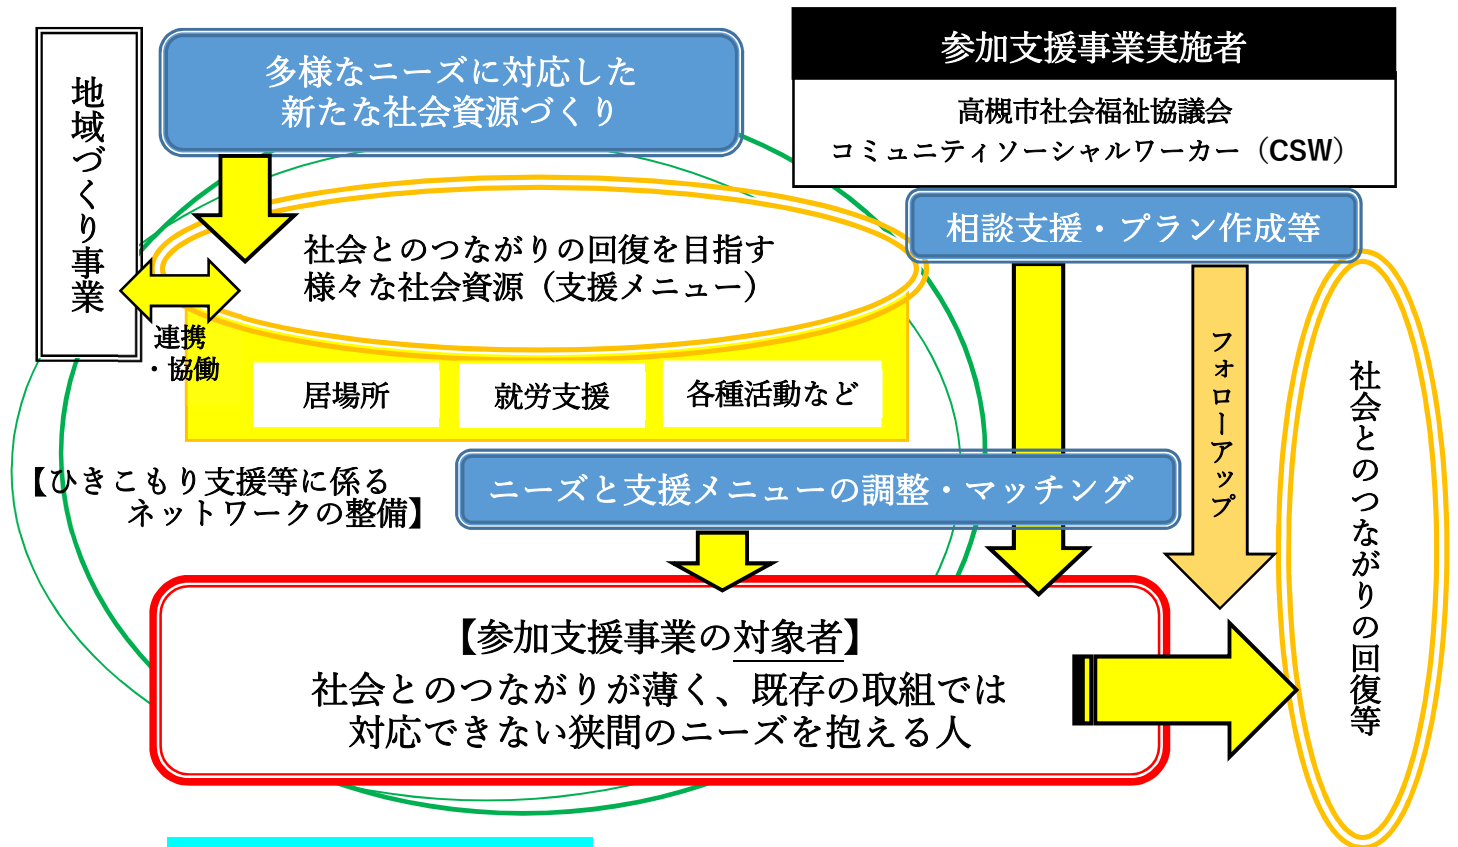 参加支援事業実施者
高槻市社会福祉協議会
コミュニティソーシャルワーカー（CSW）
多様なニーズに対応した
新たな社会資源づくり
地域づくり事業
相談支援・プラン作成等
社会とのつながりの回復を目指す
様々な社会資源（支援メニュー）
連携
・協働
居場所
就労支援
各種活動など
フォローアップ
【ひきこもり支援等に係る
ネットワークの整備】
ニーズと支援メニューの調整・マッチング
【参加支援事業の対象者】
社会とのつながりが薄く、既存の取組では
対応できない狭間のニーズを抱える人
社会とのつながりの回復等